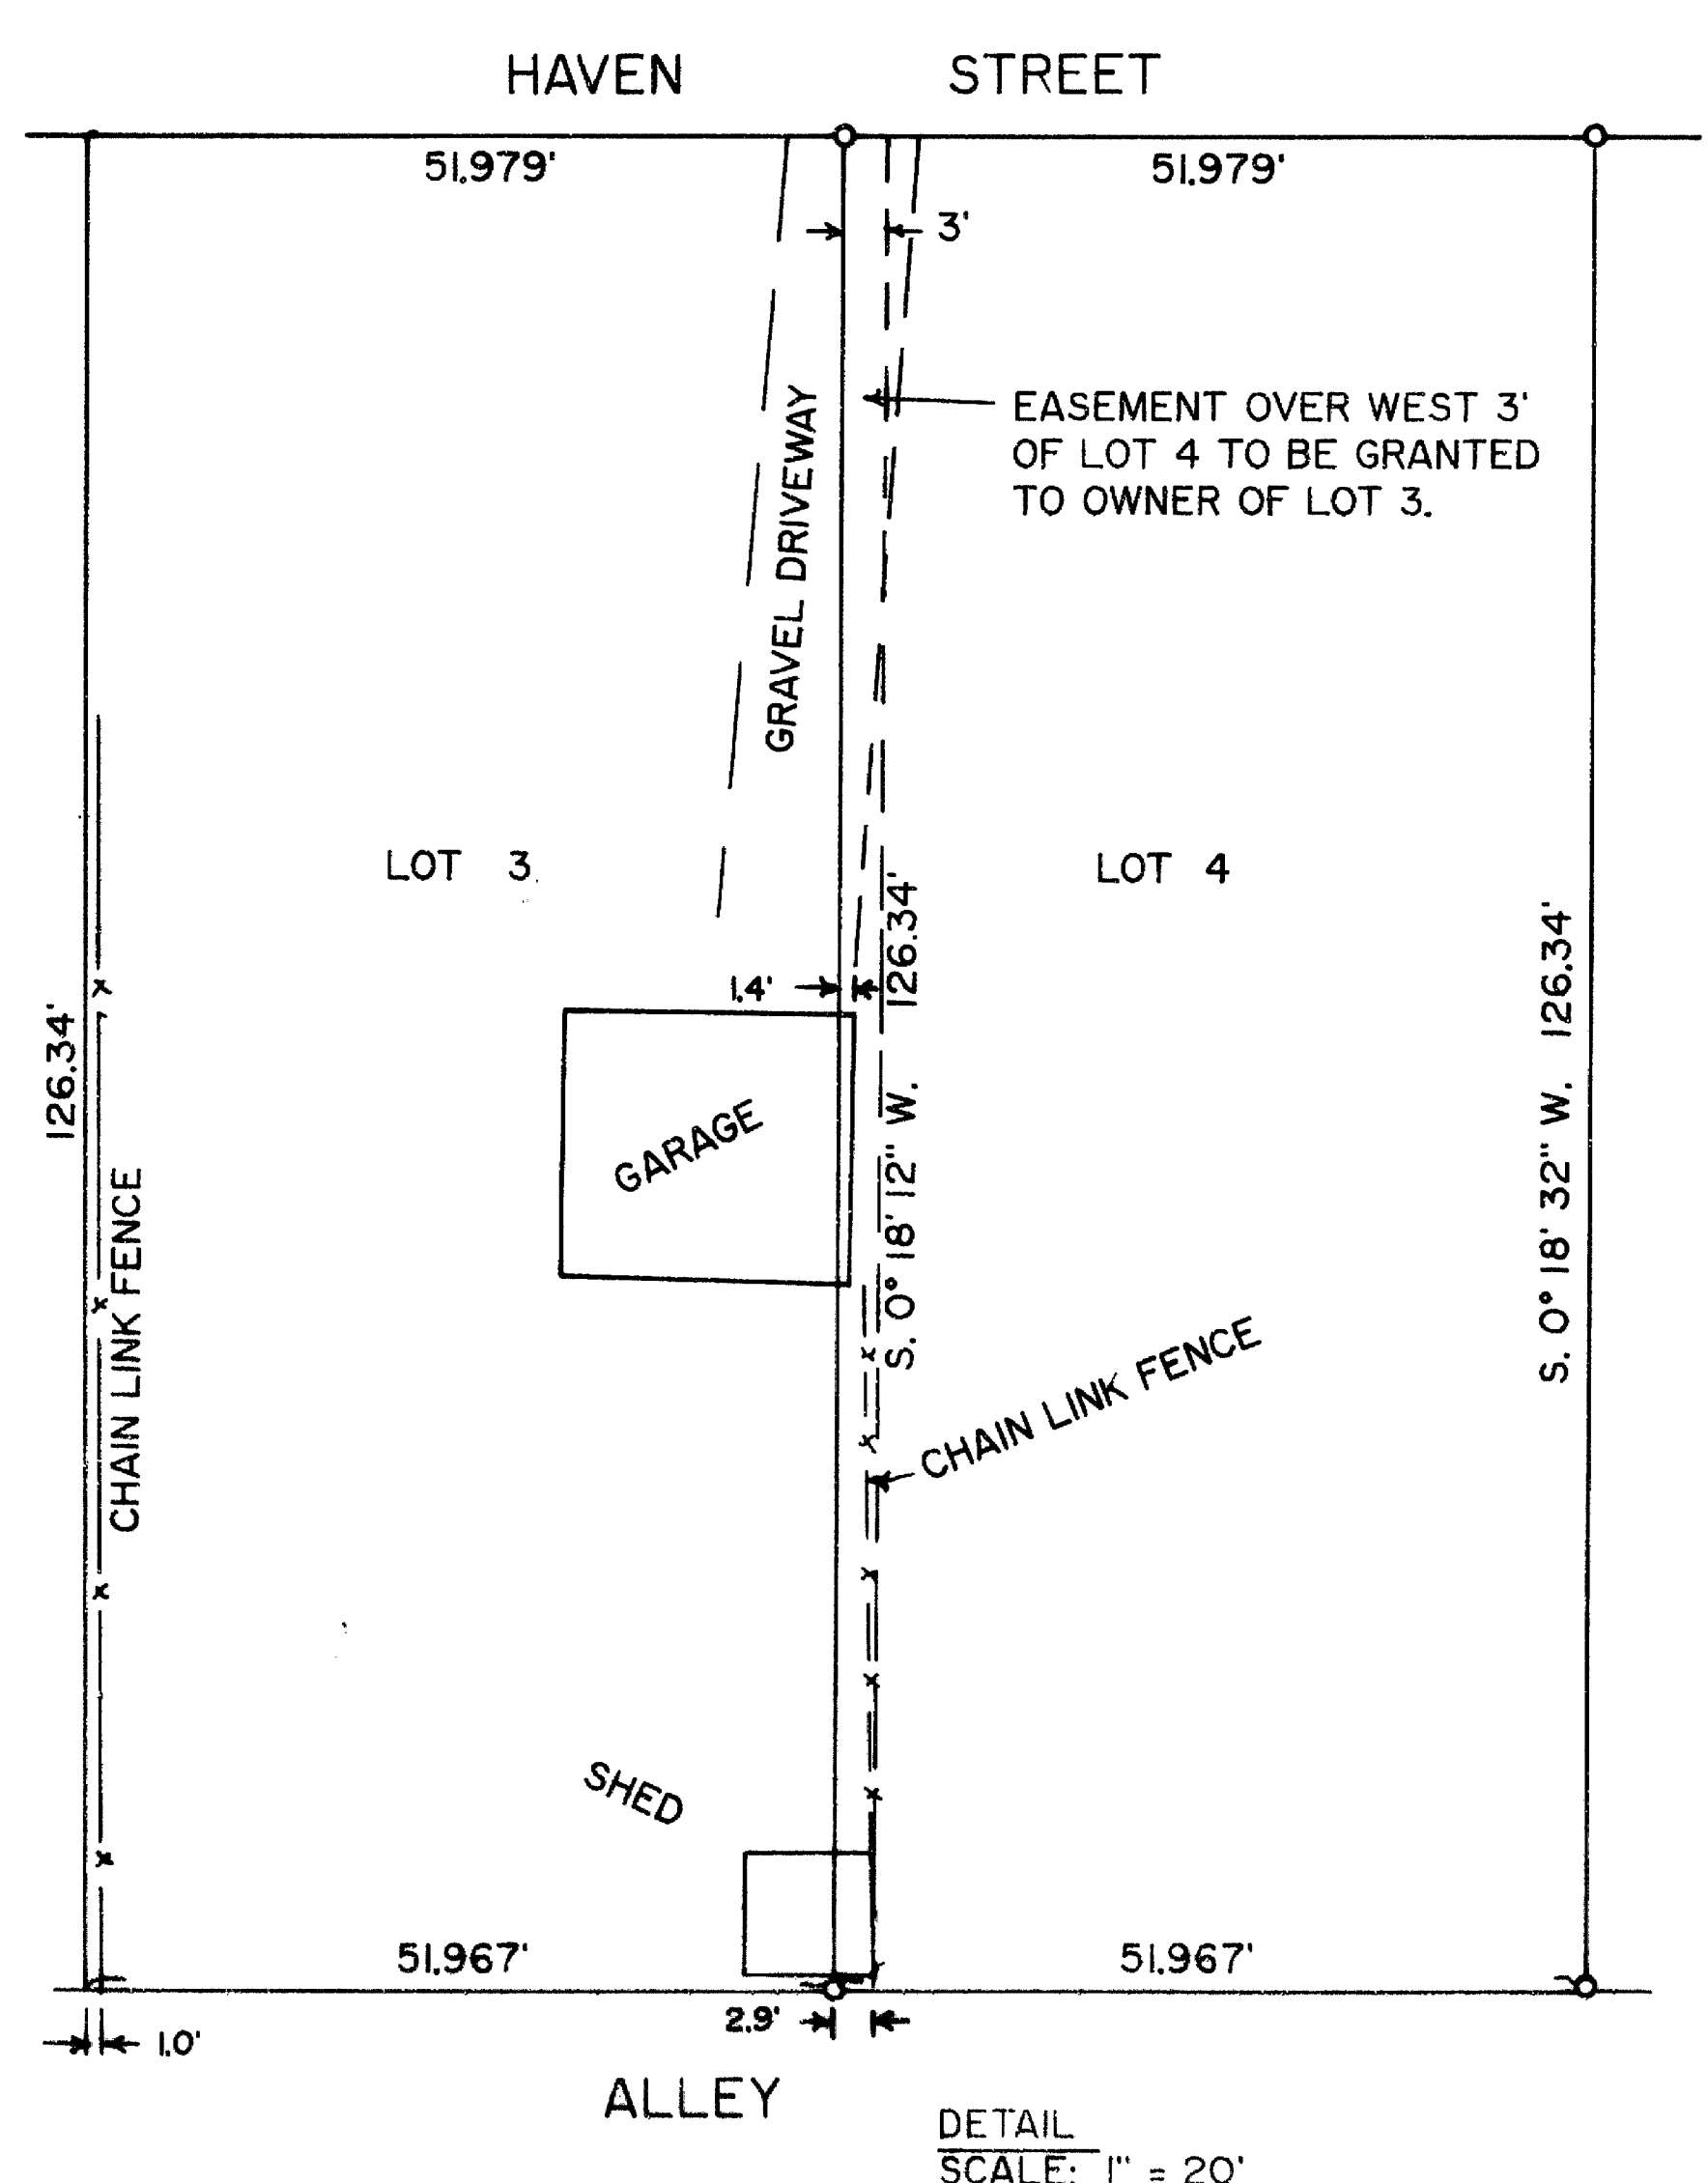 HAVEN STREET
51.979'
51.979'
3'
EASEMENT OVER WEST 3'
OF LOT 4 TO BE GRANTED
TO OWNER OF LOT 3.
GRAVEL DRIVEWAY
LOT 3
LOT 4
1.4'
126.34'
S. 0° 18' 12" W. 126.34'
S. 0° 18' 32" W. 126.34'
GARAGE
CHAIN LINK FENCE
CHAIN LINK FENCE
SHED
51.967'
51.967'
2.9'
1.0'
ALLEY
DETAIL
SCALE: 1" = 20'